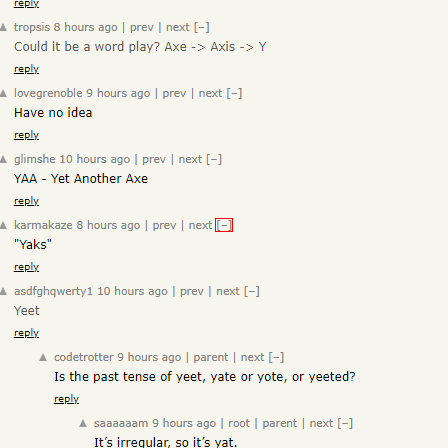 reply
tropsis 8 hours ago | prev | next [–]
Could it be a word play? Axe -> Axis -> Y
reply
lovegrenoble 9 hours ago | prev | next [–]
Have no idea
reply
glimshe 10 hours ago | prev | next [–]
YAA - Yet Another Axe
reply
karmakaze 8 hours ago | prev | next [–]
"Yaks"
reply
asdfghqwerty1 10 hours ago | prev | next [–]
Yeet
reply
codetrotter 9 hours ago | parent | next [–]
Is the past tense of yeet, yate or yote, or yeeted?
reply
saaaaaam 9 hours ago | root | parent | next [–]
It’s irregular, so it’s yat.